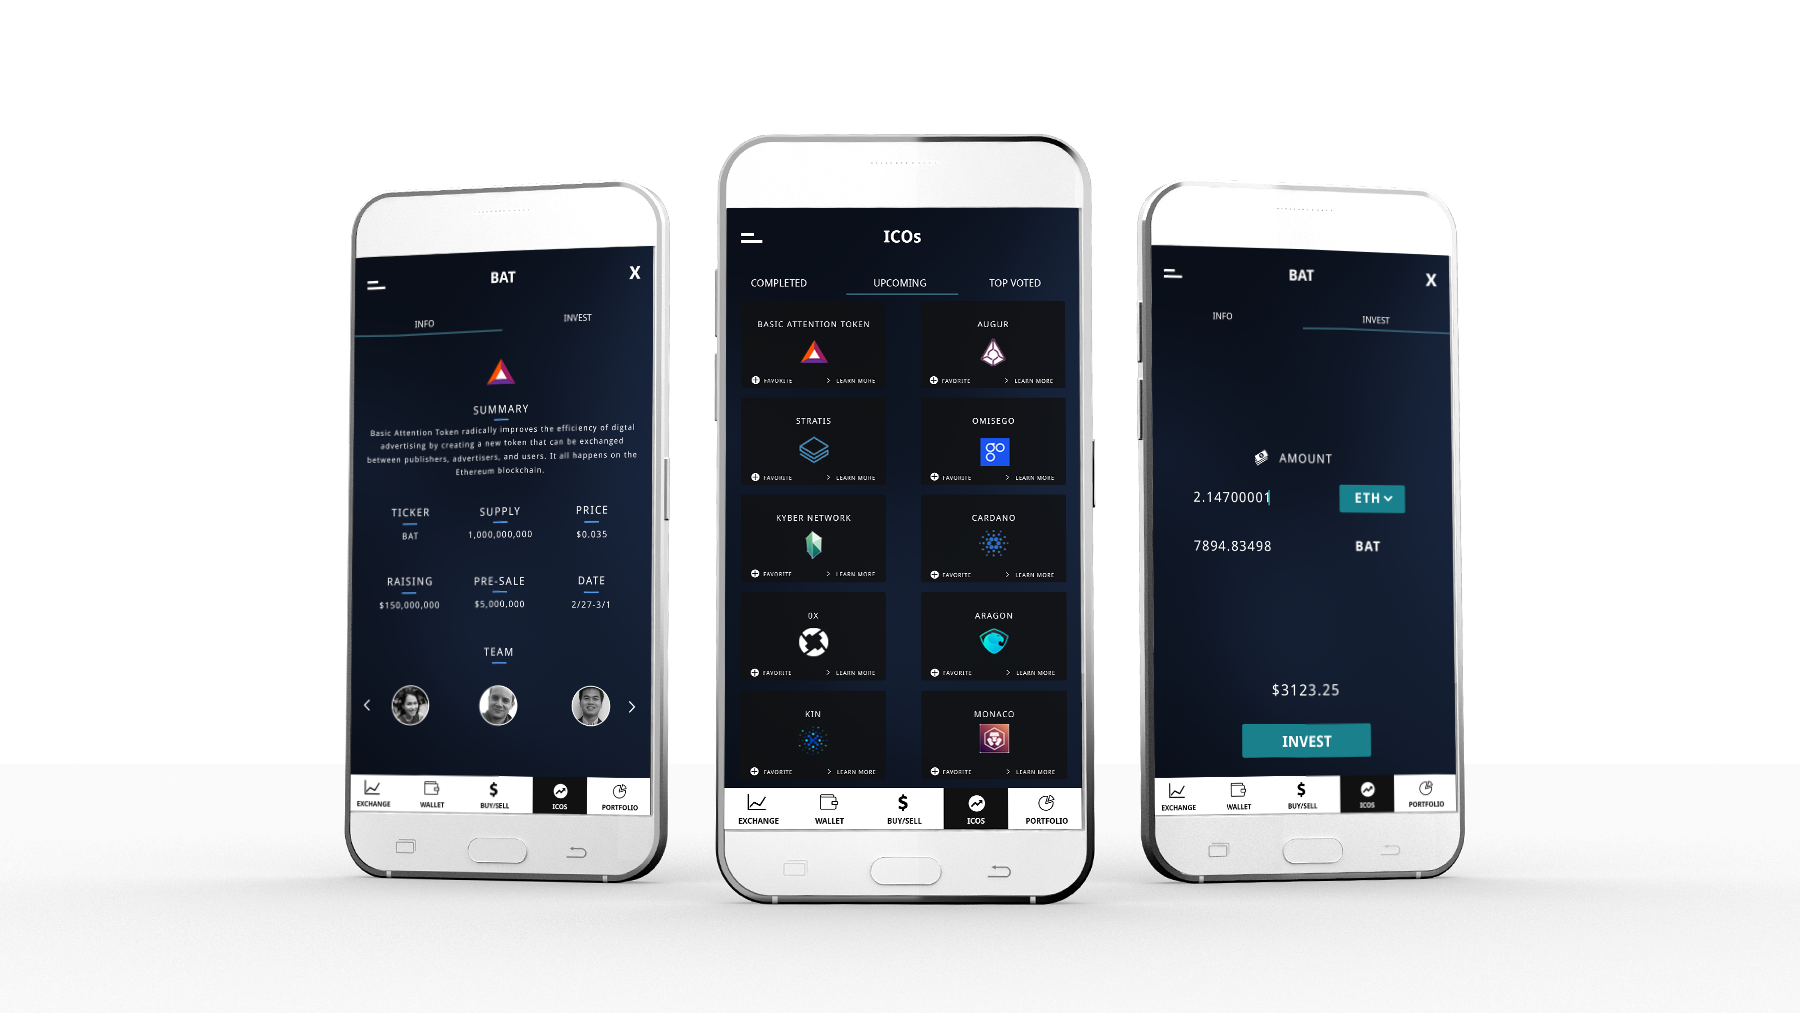 BAT
X
INFO
INVEST
SUMMARY
Basic Attention Token radically improves the efficiency of digtal
advertising by creating a new token that can be exchanged
between publishers, advertisers, and users. It all happens on the
Ethereum blockchain.
TICKER SUPPLY PRICE
BAT 1,000,000,000 $0.035
RAISING PRE-SALE DATE
$150,000,000 $5,000,000 2/27-3/1
TEAM
EXCHANGE WALLET BUY/SELL ICOS PORTFOLIO
ICOs
COMPLETED UPCOMING TOP VOTED
BASIC ATTENTION TOKEN AUGUR
FAVORITE LEARN MORE FAVORITE LEARN MORE
STRATIS OMISEGO
FAVORITE LEARN MORE FAVORITE LEARN MORE
KYBER NETWORK CARDANO
FAVORITE LEARN MORE FAVORITE LEARN MORE
0X ARAGON
FAVORITE LEARN MORE FAVORITE LEARN MORE
KIN MONACO
FAVORITE LEARN MORE FAVORITE LEARN MORE
EXCHANGE WALLET BUY/SELL ICOS PORTFOLIO
BAT
X
INFO
INVEST
AMOUNT
2.14700001 ETH
7894.83498 BAT
$3123.25
INVEST
EXCHANGE WALLET BUY/SELL ICOS PORTFOLIO